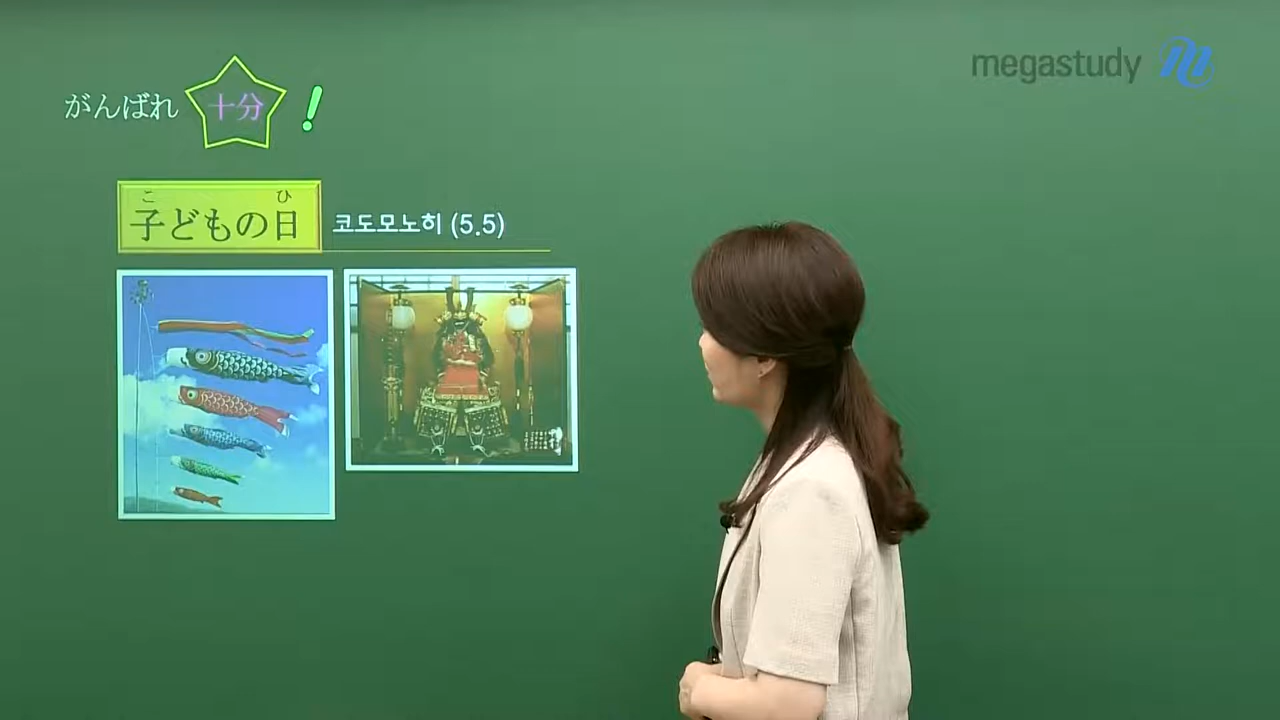 megastudy
がんばれ 十分 !
こ ひ
子どもの日 코도모노히 (5.5)